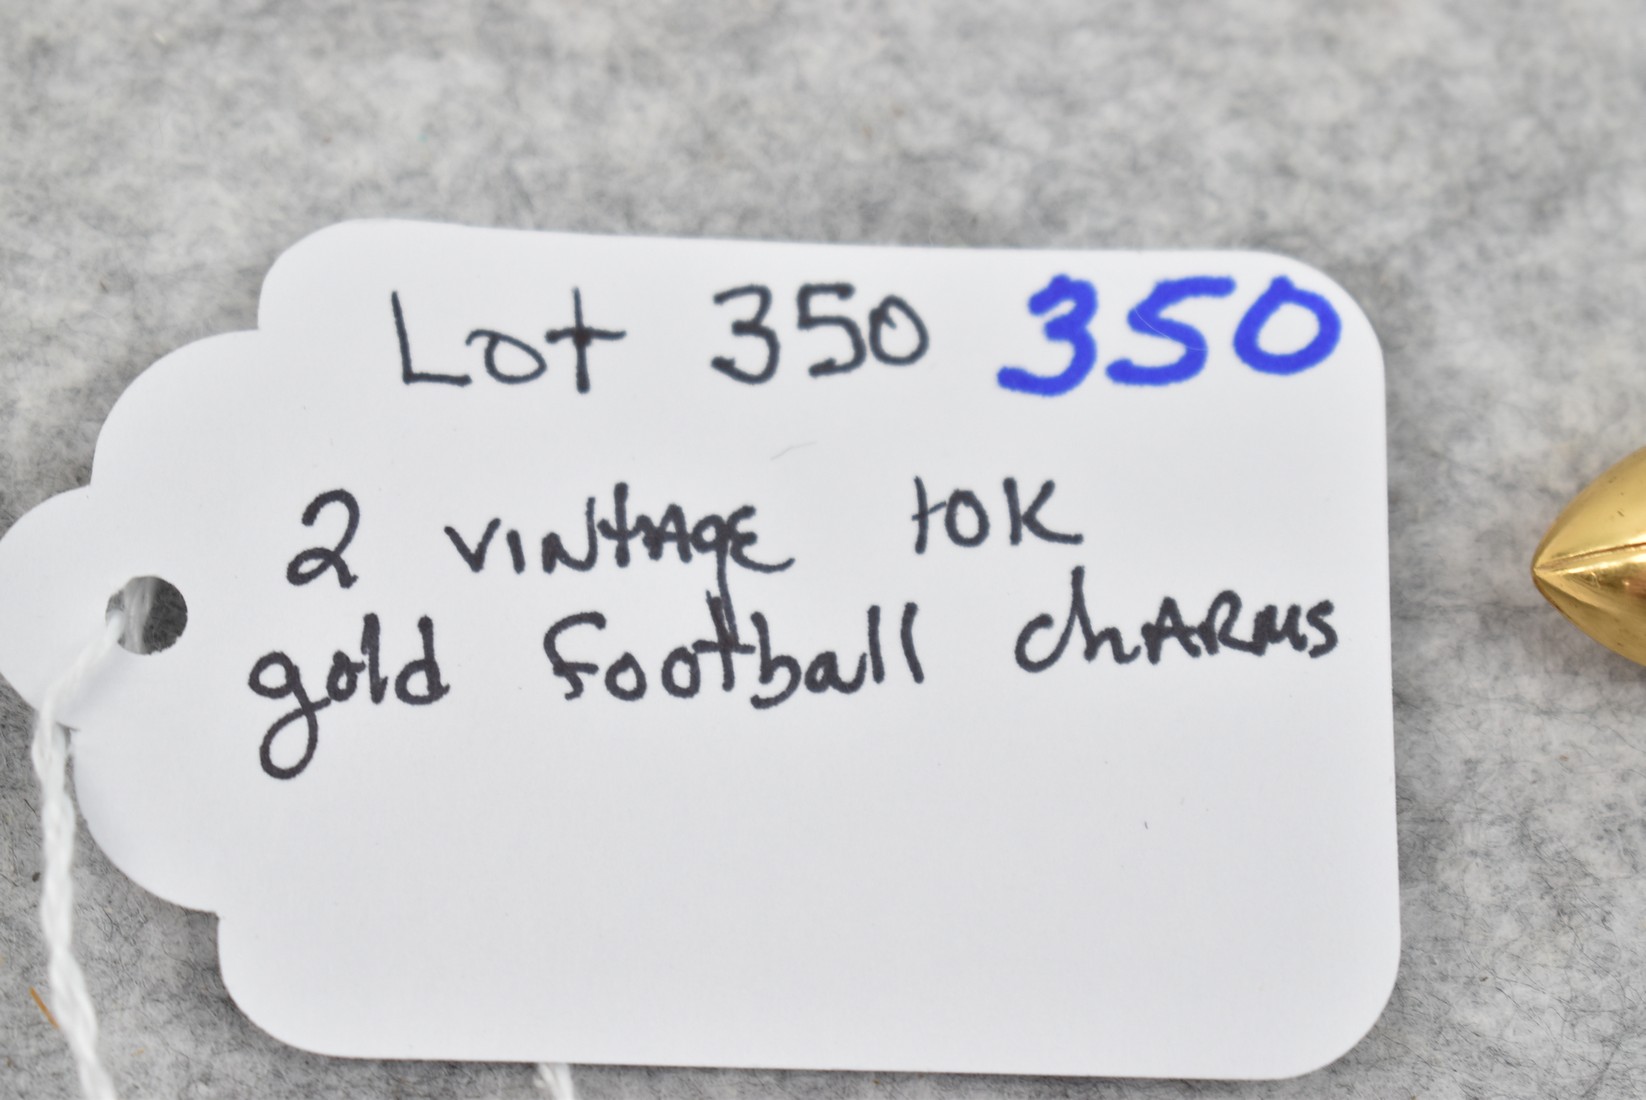 Lot 350 350
2 vintage 10K
gold football chARms